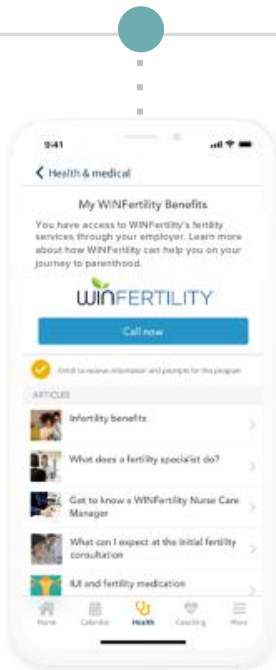 9:41
Health & medical
My WINFertility Benefits
You have access to WINFertility's fertility
services through your employer. Learn more
about how WINFertility can help you on your
journey to parenthood.
WINFERTILITY
Call now
Enroll to receive information and prompts for this program
ARTICLES
Infertility benefits
What does a fertility specialist do?
Get to know a WINFertility Nurse Care
Manager
What can I expect at the initial fertility
consultation
IUI and fertility medication
Home
Calendar
Health
Coaching
More